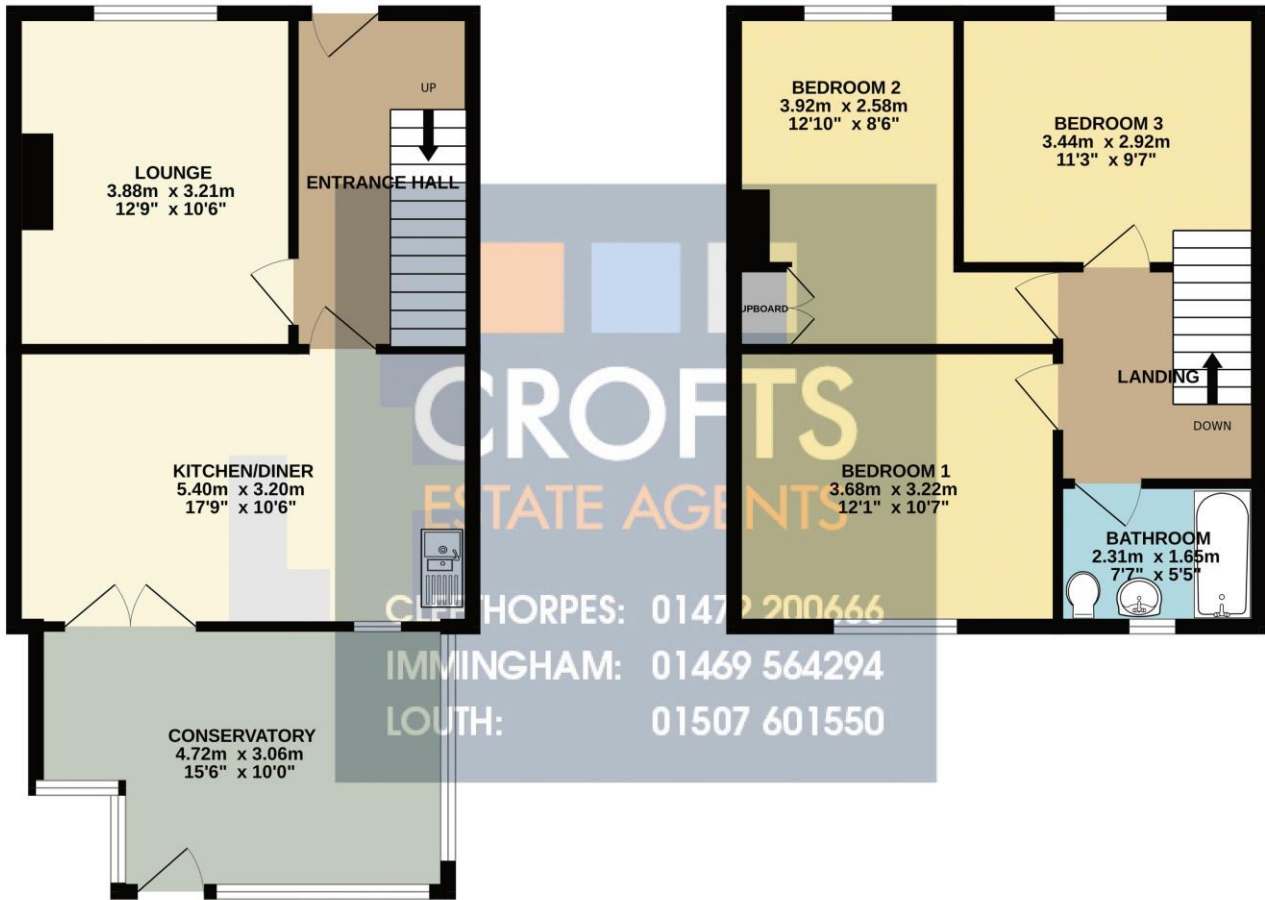 LOUNGE
3.88m x 3.21m
12'9" x 10'6"
UP
ENTRANCE HALL
KITCHEN/DINER
5.40m x 3.20m
17'9" x 10'6"
CONSERVATORY
4.72m x 3.06m
15'6" x 10'0"
BEDROOM 2
3.92m x 2.58m
12'10" x 8'6"
BEDROOM 3
3.44m x 2.92m
11'3" x 9'7"
UPBOARD
LANDING
DOWN
BEDROOM 1
3.68m x 3.22m
12'1" x 10'7"
BATHROOM
2.31m x 1.65m
7'7" x 5'5"
CROFTS
ESTATE AGENTS
CLEETHORPES: 01472 200666
IMMINGHAM: 01469 564294
LOUTH: 01507 601550